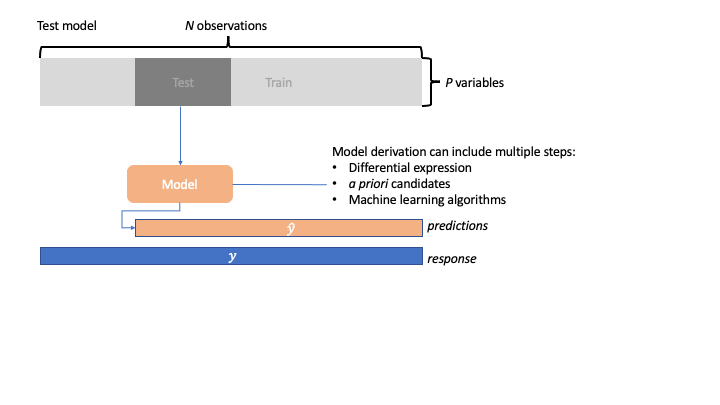 Test model
N observations
Test
Train
P variables
Model derivation can include multiple steps:
• Differential expression
• a priori candidates
• Machine learning algorithms
Model
ŷ
predictions
y
response